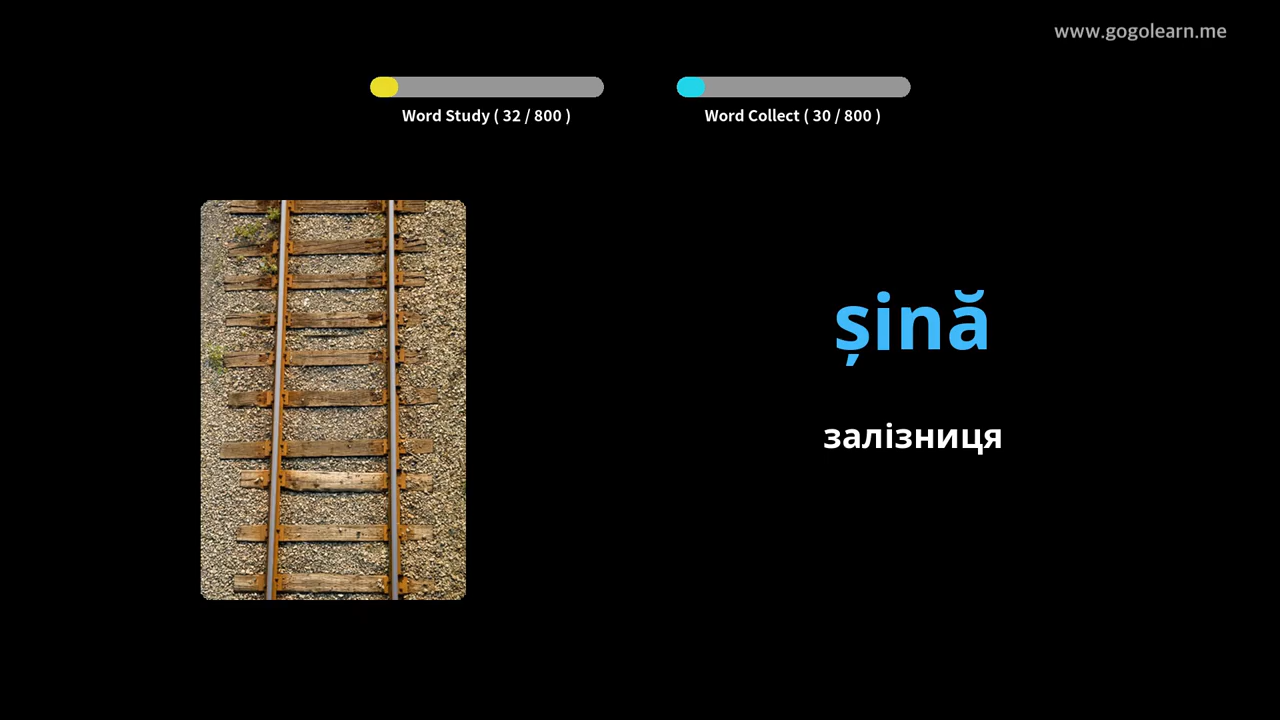 www.gogolearn.me
Word Study ( 32 / 800 )
Word Collect ( 30 / 800 )
șină
залізниця